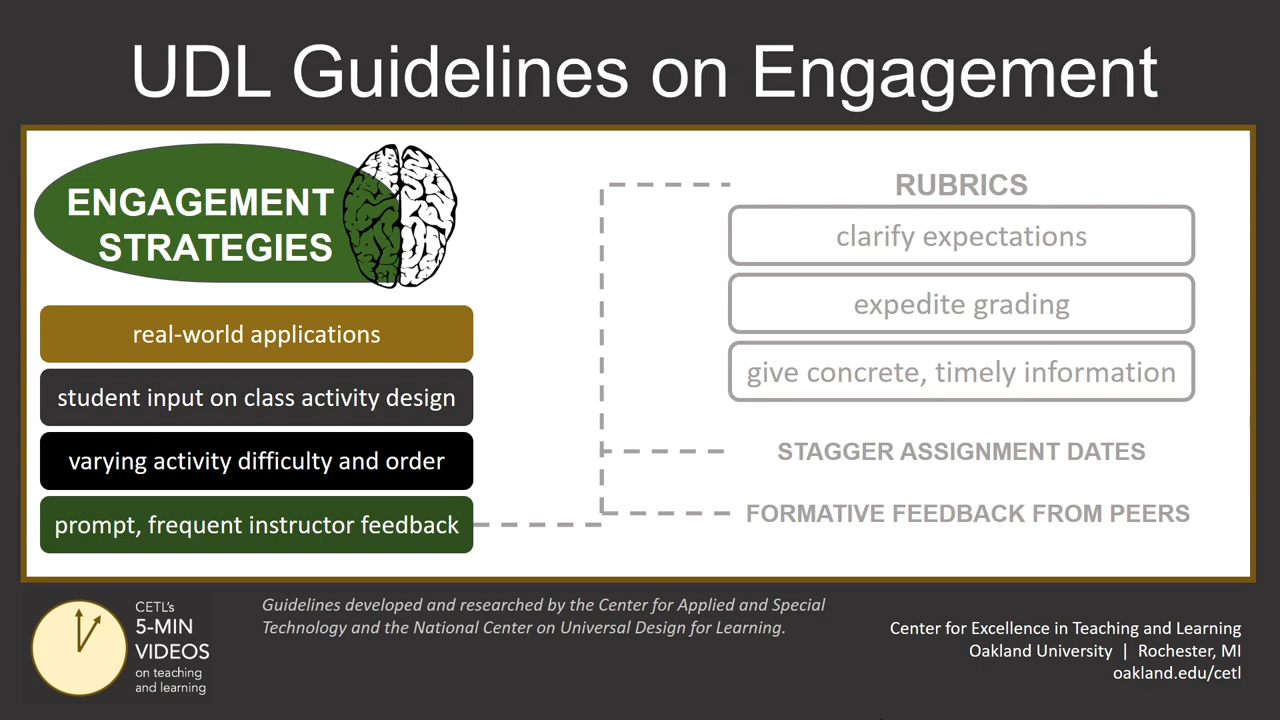 UDL Guidelines on Engagement
ENGAGEMENT
STRATEGIES
real-world applications
student input on class activity design
varying activity difficulty and order
prompt, frequent instructor feedback
RUBRICS
clarify expectations
expedite grading
give concrete, timely information
STAGGER ASSIGNMENT DATES
FORMATIVE FEEDBACK FROM PEERS
CETL's
5-MIN
VIDEOS
on teaching
and learning
Guidelines developed and researched by the Center for Applied and Special
Technology and the National Center on Universal Design for Learning.
Center for Excellence in Teaching and Learning
Oakland University | Rochester, MI
oakland.edu/cetl